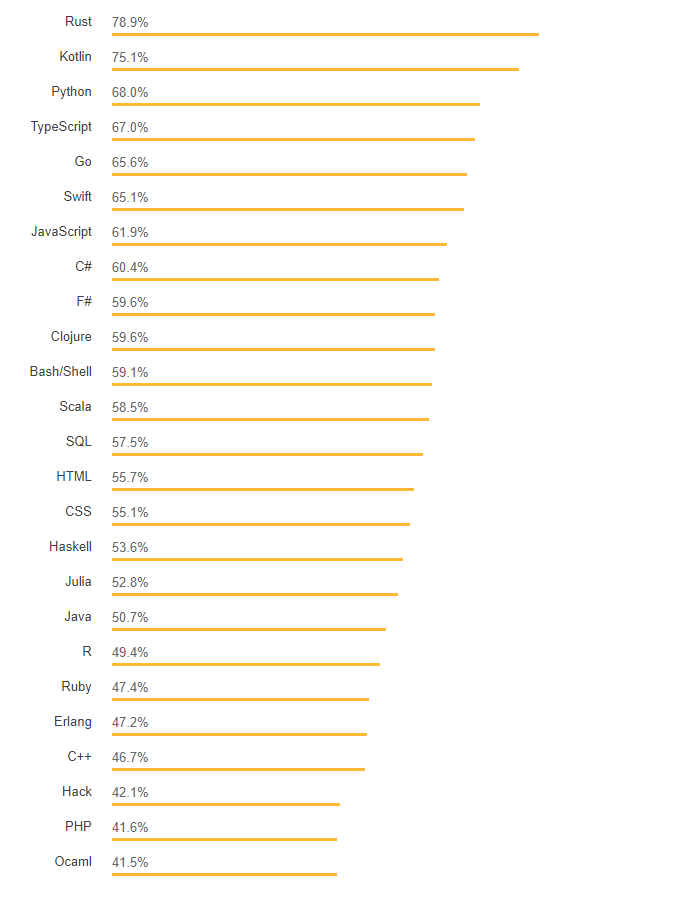 Rust 78.9%
Kotlin 75.1%
Python 68.0%
TypeScript 67.0%
Go 65.6%
Swift 65.1%
JavaScript 61.9%
C# 60.4%
F# 59.6%
Clojure 59.6%
Bash/Shell 59.1%
Scala 58.5%
SQL 57.5%
HTML 55.7%
CSS 55.1%
Haskell 53.6%
Julia 52.8%
Java 50.7%
R 49.4%
Ruby 47.4%
Erlang 47.2%
C++ 46.7%
Hack 42.1%
PHP 41.6%
Ocaml 41.5%